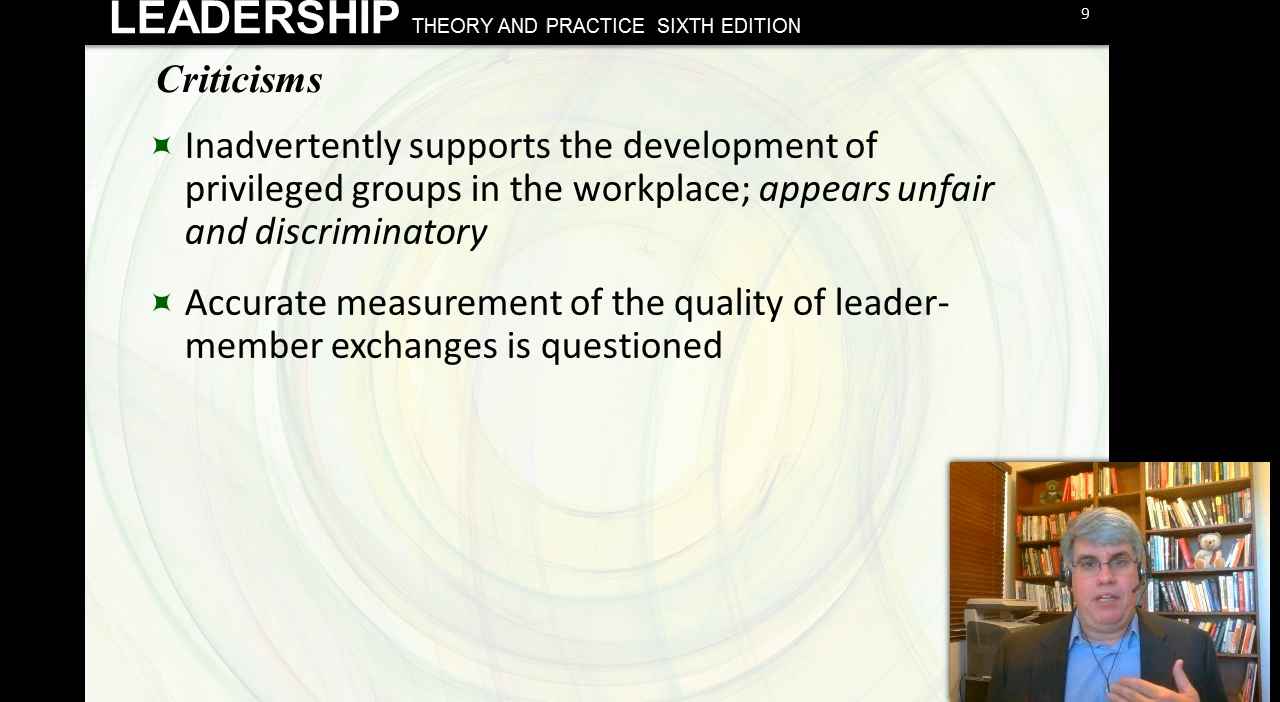 LEADERSHIP THEORY AND PRACTICE SIXTH EDITION
9
Criticisms
Inadvertently supports the development of
privileged groups in the workplace; appears unfair
and discriminatory
Accurate measurement of the quality of leader-
member exchanges is questioned